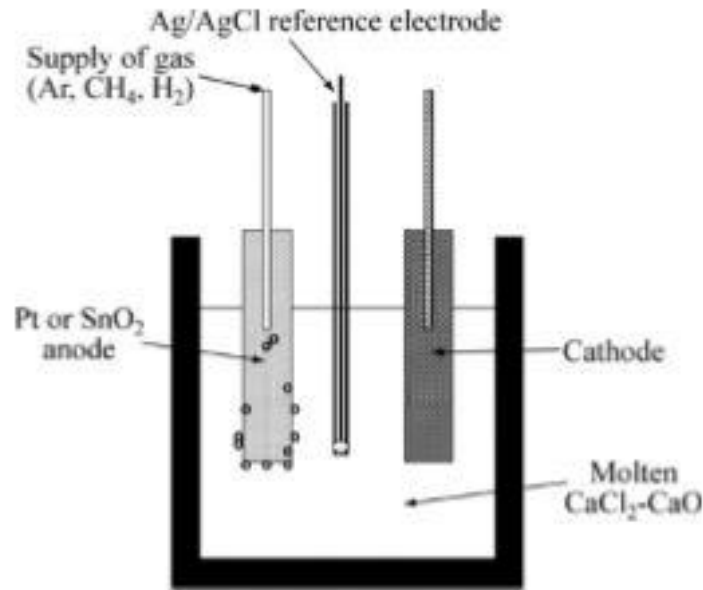 Ag/AgCl reference electrode
Supply of gas
(Ar, CH₄, H₂)
Pt or SnO₂
anode
Cathode
Molten
CaCl₂-CaO